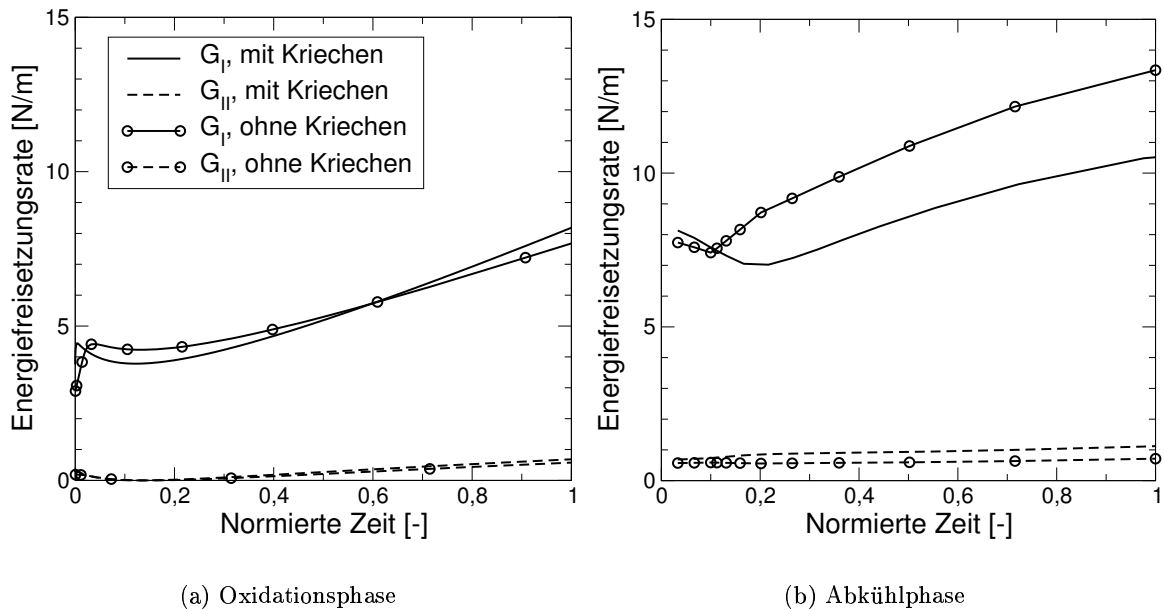 15
10
5
0
Energiefreisetzungsrate [N/m]
G_I, mit Kriechen
G_II, mit Kriechen
G_I, ohne Kriechen
G_II, ohne Kriechen
0 0,2 0,4 0,6 0,8 1
Normierte Zeit [-]
(a) Oxidationsphase
15
10
5
0
Energiefreisetzungsrate [N/m]
0 0,2 0,4 0,6 0,8 1
Normierte Zeit [-]
(b) Abkühlphase